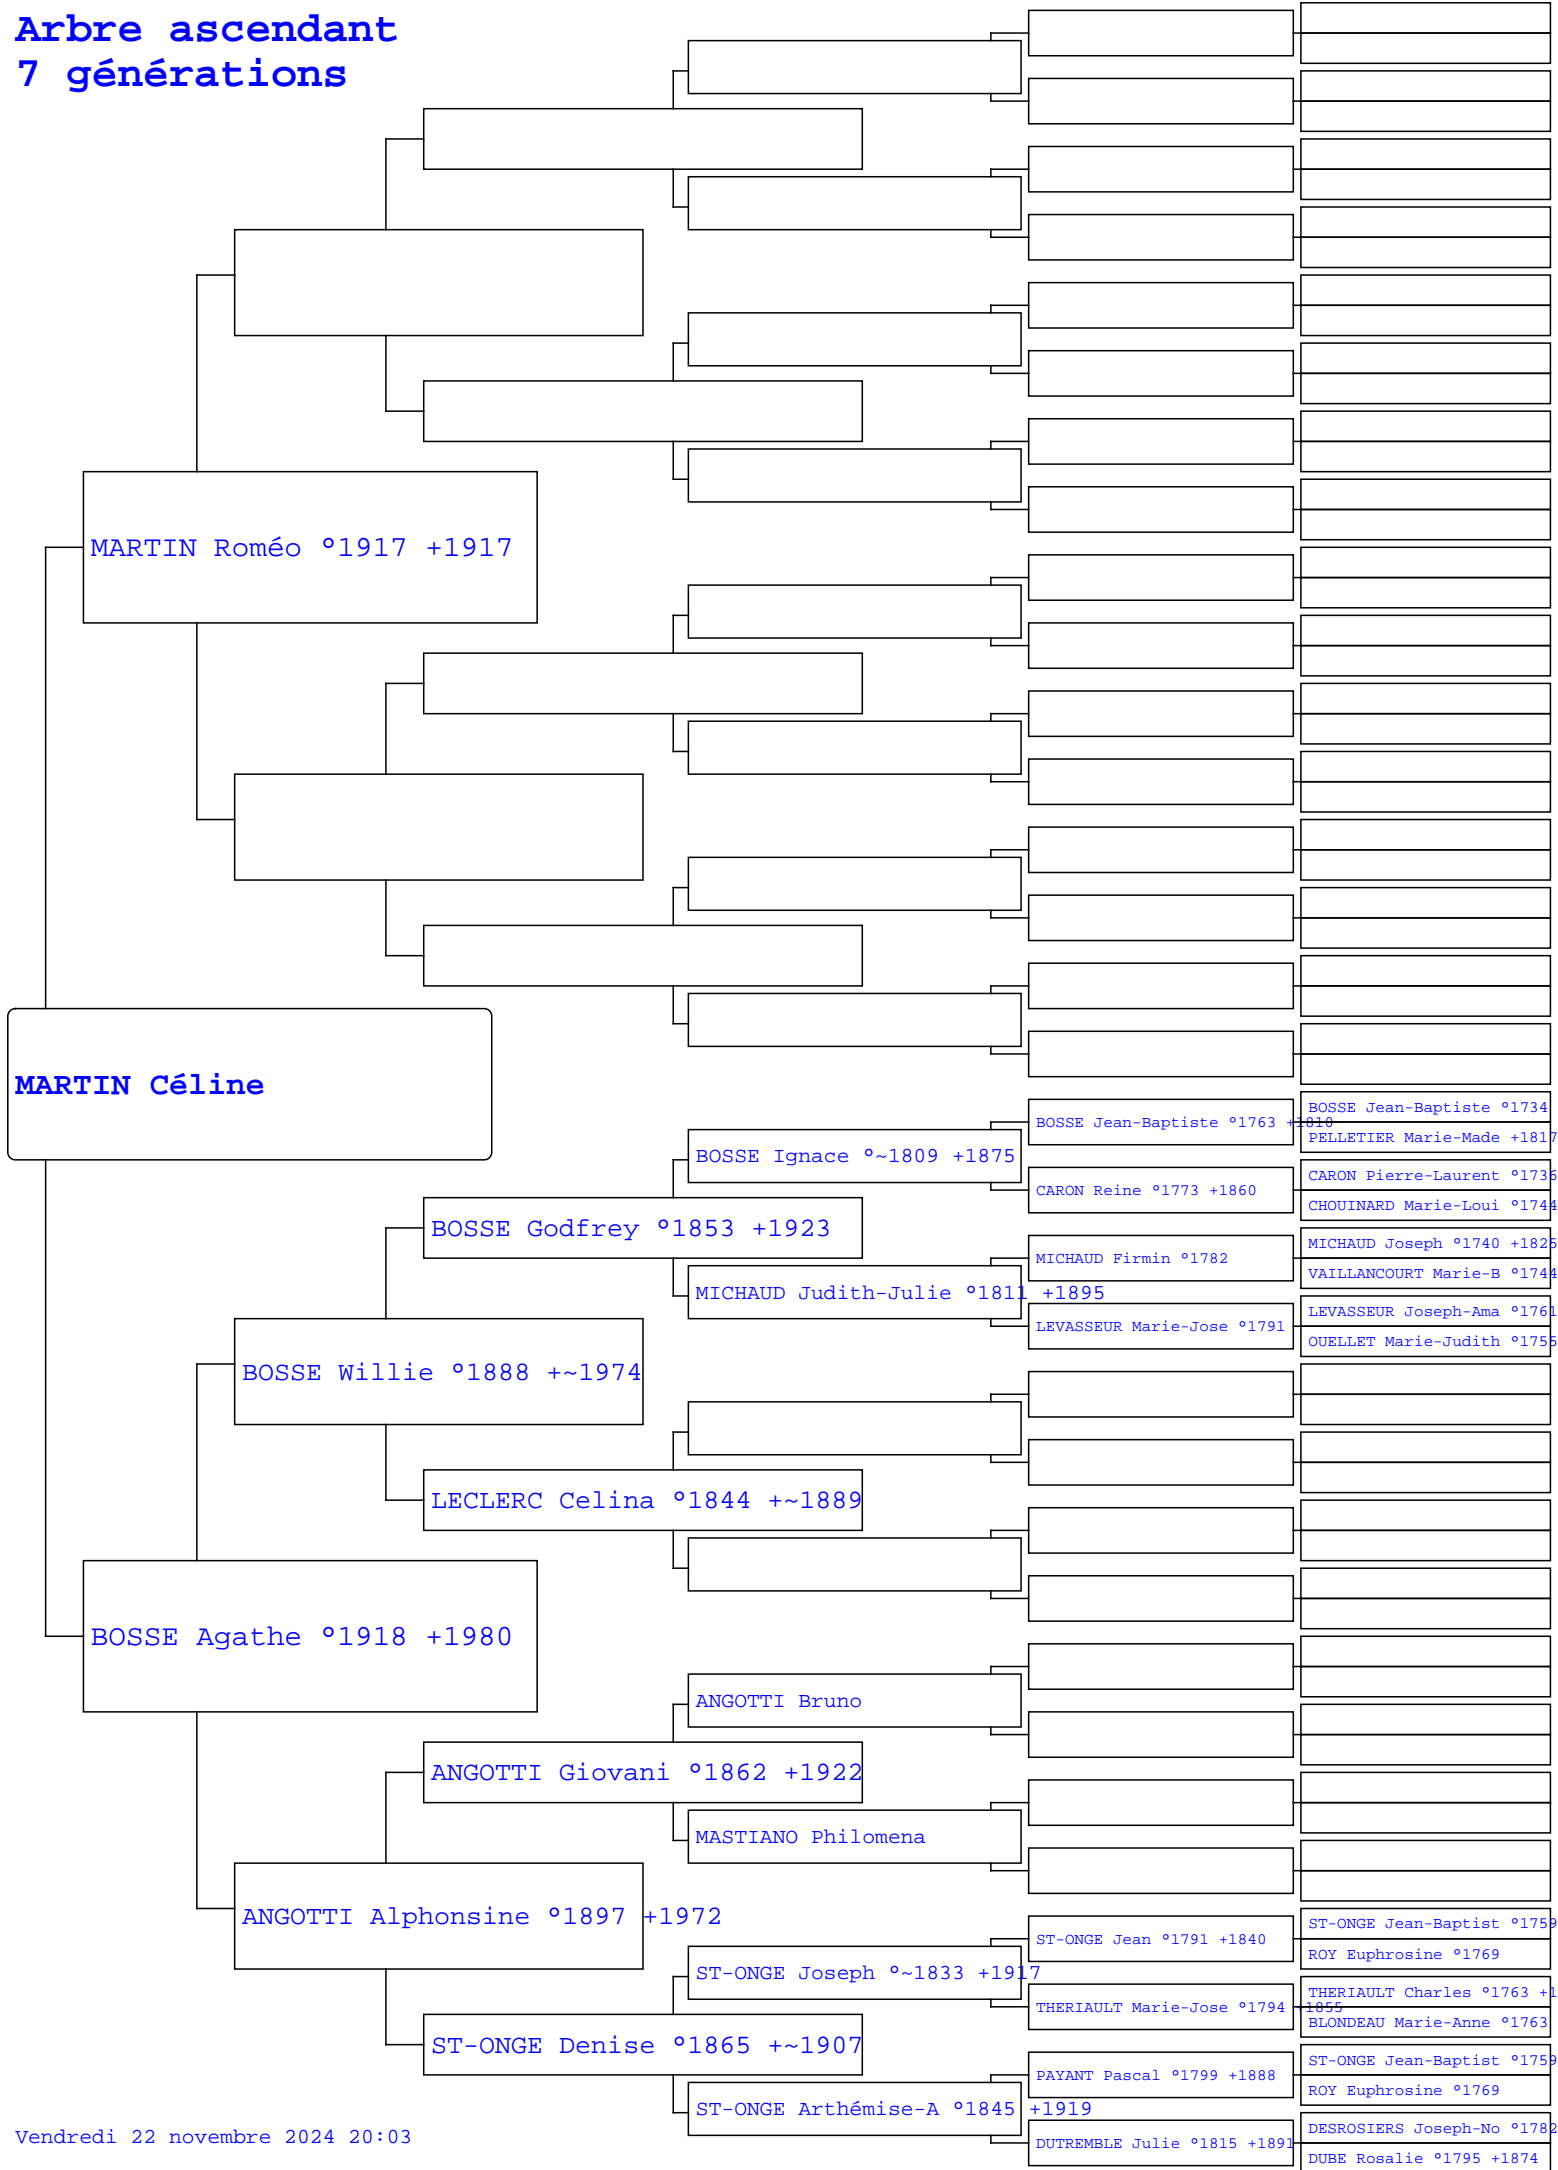 Arbre ascendant
7 générations
MARTIN Roméo °1917 +1917
MARTIN Céline
BOSSE Jean-Baptiste °1734
BOSSE Jean-Baptiste °1763 +1810
PELLETIER Marie-Made +1817
BOSSE Ignace °~1809 +1875
CARON Pierre-Laurent °1736
CARON Reine °1773 +1860
CHOUINARD Marie-Loui °1744
BOSSE Godfrey °1853 +1923
MICHAUD Joseph °1740 +1825
MICHAUD Firmin °1782
VAILLANCOURT Marie-B °1744
MICHAUD Judith-Julie °1811 +1895
LEVASSEUR Joseph-Ama °1761
LEVASSEUR Marie-Jose °1791
OUELLET Marie-Judith °1755
BOSSE Willie °1888 +~1974
LECLERC Celina °1844 +~1889
BOSSE Agathe °1918 +1980
ANGOTTI Bruno
ANGOTTI Giovani °1862 +1922
MASTIANO Philomena
ANGOTTI Alphonsine °1897 +1972
ST-ONGE Jean-Baptist °1759
ST-ONGE Jean °1791 +1840
ROY Euphrosine °1769
ST-ONGE Joseph °~1833 +1917
THERIAULT Charles °1763 +1
THERIAULT Marie-Jose °1794 +1855
BLONDEAU Marie-Anne °1763
ST-ONGE Denise °1865 +~1907
ST-ONGE Jean-Baptist °1759
PAYANT Pascal °1799 +1888
ROY Euphrosine °1769
ST-ONGE Arthémise-A °1845 +1919
DESROSIERS Joseph-No °1782
DUTREMBLE Julie °1815 +1891
DUBE Rosalie °1795 +1874
Vendredi 22 novembre 2024 20:03